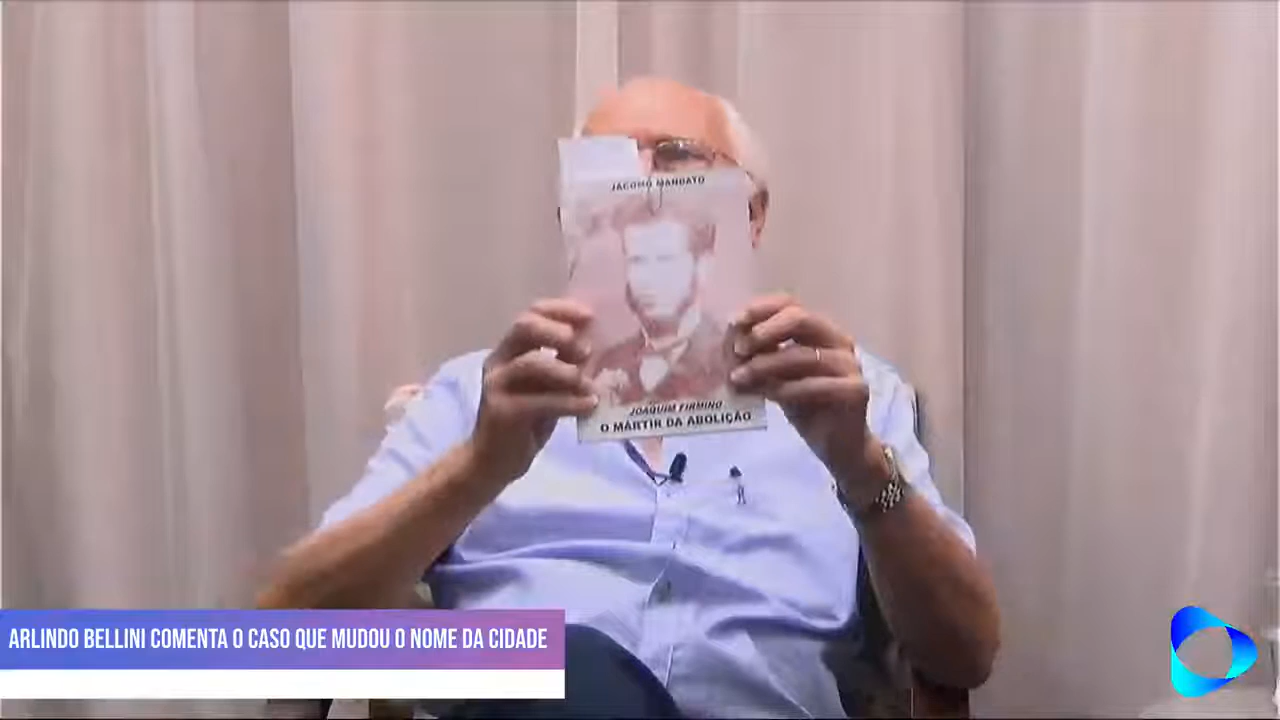 JACOMO MANDATO
JOAQUIM FIRMINO
O MÁRTIR DA ABOLIÇÃO
ARLINDO BELLINI COMENTA O CASO QUE MUDOU O NOME DA CIDADE